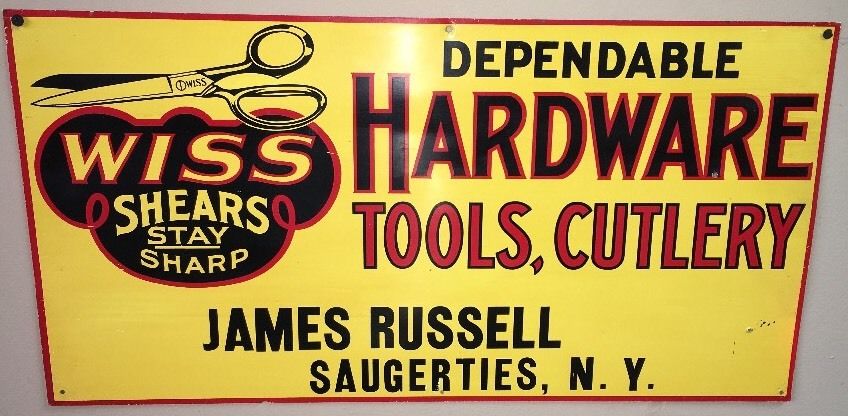 WISS
WISS
SHEARS
STAY
SHARP
DEPENDABLE
HARDWARE
TOOLS, CUTLERY
JAMES RUSSELL
SAUGERTIES, N. Y.